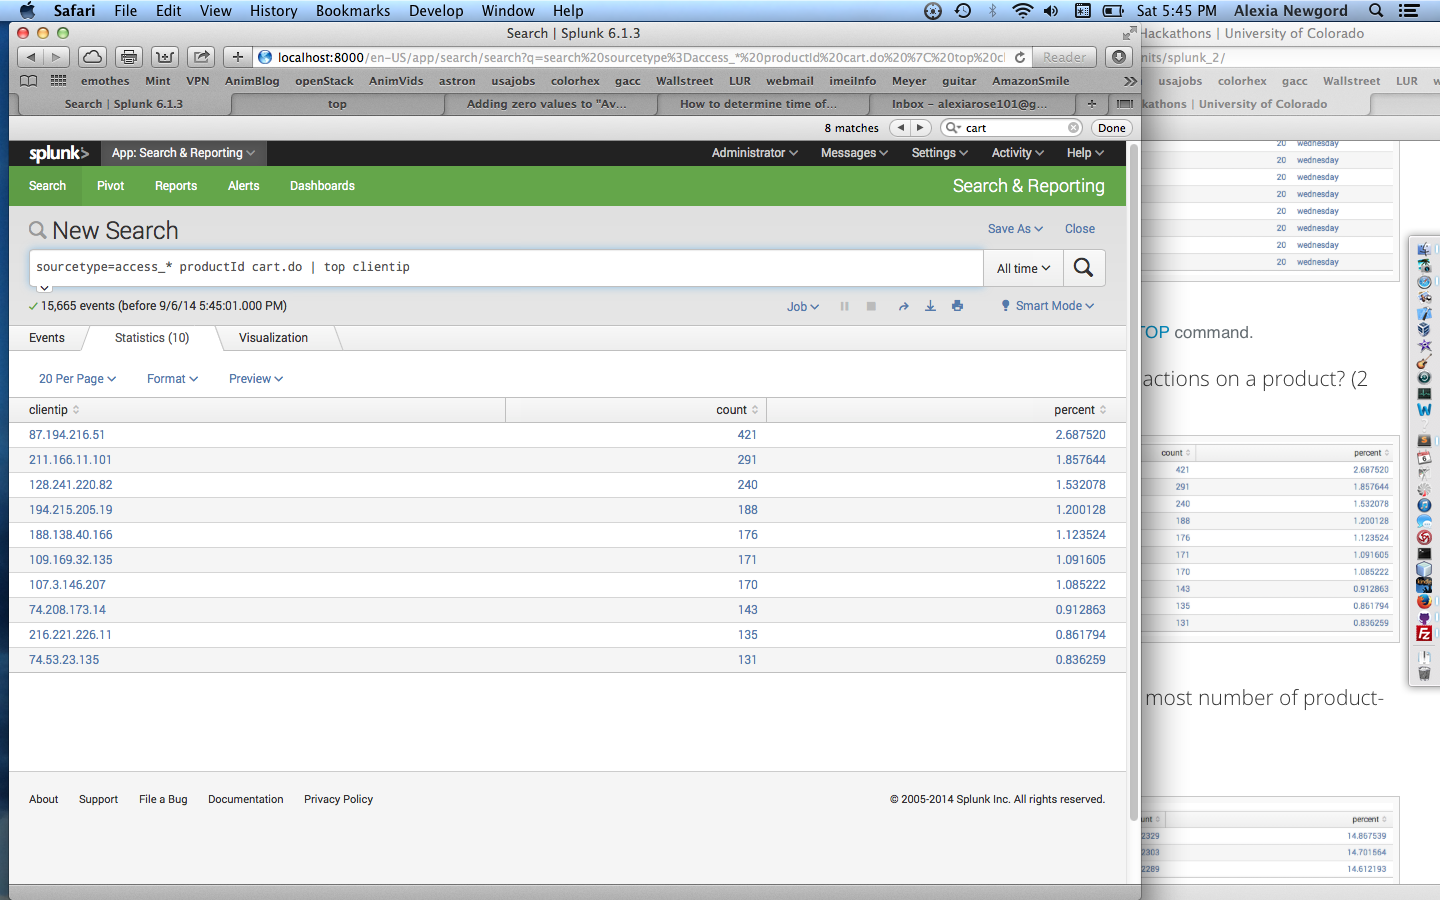 Safari File Edit View History Bookmarks Develop Window Help Sat 5:45 PM Alexia Newgord
Search | Splunk 6.1.3
localhost:8000/en-US/app/search/search?q=search%20sourcetype%3Daccess_*%20productId%20cart.do%20%7C%20top%20cl Reader
emothes Mint VPN AnimBlog openStack AnimVids astron usajobs colorhex gacc Wallstreet LUR webmail imeiInfo Meyer guitar AmazonSmile
Search | Splunk 6.1.3 top Adding zero values to "Av... How to determine time of... Inbox – alexiarose101@g...
8 matches cart Done
splunk> App: Search & Reporting Administrator Messages Settings Activity Help
Search Pivot Reports Alerts Dashboards Search & Reporting
New Search Save As Close
sourcetype=access_* productId cart.do | top clientip All time
15,665 events (before 9/6/14 5:45:01.000 PM) Job Smart Mode
Events Statistics (10) Visualization
20 Per Page Format Preview
clientip count percent
87.194.216.51 421 2.687520
211.166.11.101 291 1.857644
128.241.220.82 240 1.532078
194.215.205.19 188 1.200128
188.138.40.166 176 1.123524
109.169.32.135 171 1.091605
107.3.146.207 170 1.085222
74.208.173.14 143 0.912863
216.221.226.11 135 0.861794
74.53.23.135 131 0.836259
About Support File a Bug Documentation Privacy Policy © 2005-2014 Splunk Inc. All rights reserved.
Hackathons | University of Colorado
nits/splunk_2/
usajobs colorhex gacc Wallstreet LUR
kathons | University of Colorado
20 wednesday
20 wednesday
20 wednesday
20 wednesday
20 wednesday
20 wednesday
20 wednesday
20 wednesday
TOP command.
actions on a product? (2
count percent
421 2.687520
291 1.857644
240 1.532078
188 1.200128
176 1.123524
171 1.091605
170 1.085222
143 0.912863
135 0.861794
131 0.836259
most number of product-
unt percent
2329 14.867539
2303 14.701564
2289 14.612193